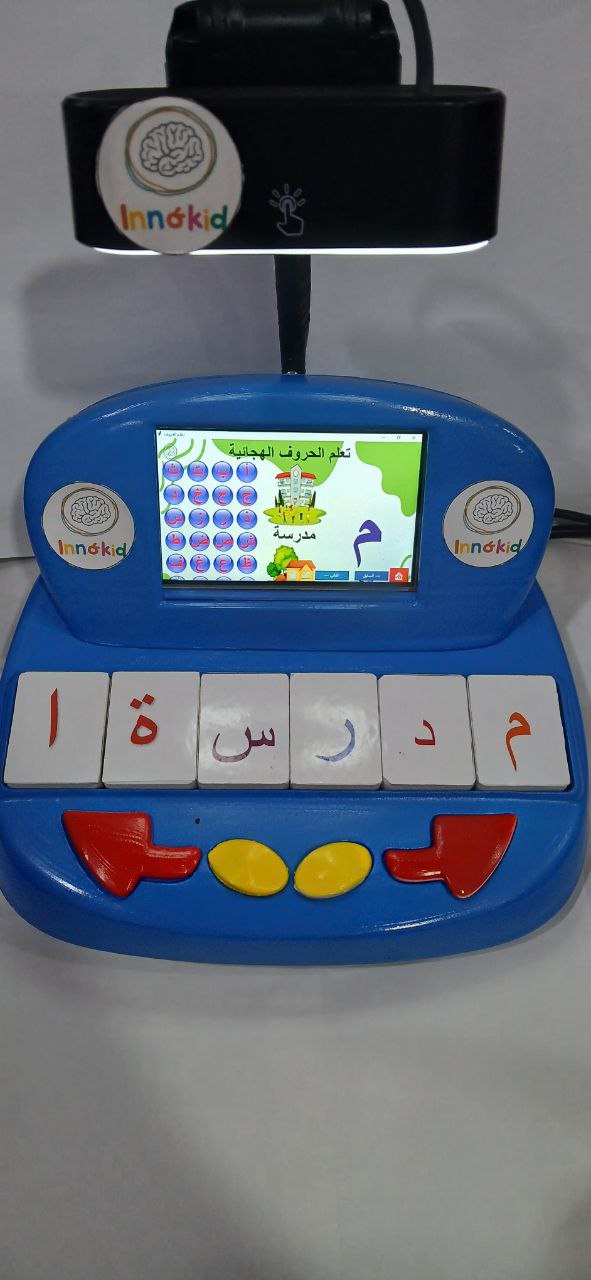 Innokid
تعلم الحروف الهجائية
أ ب ت ث
ج ح خ د
ذ ر ز س
ش ص ض ط
ظ ع غ ف
مدرسة
م
Innokid
Innokid
م د ر س ة ا